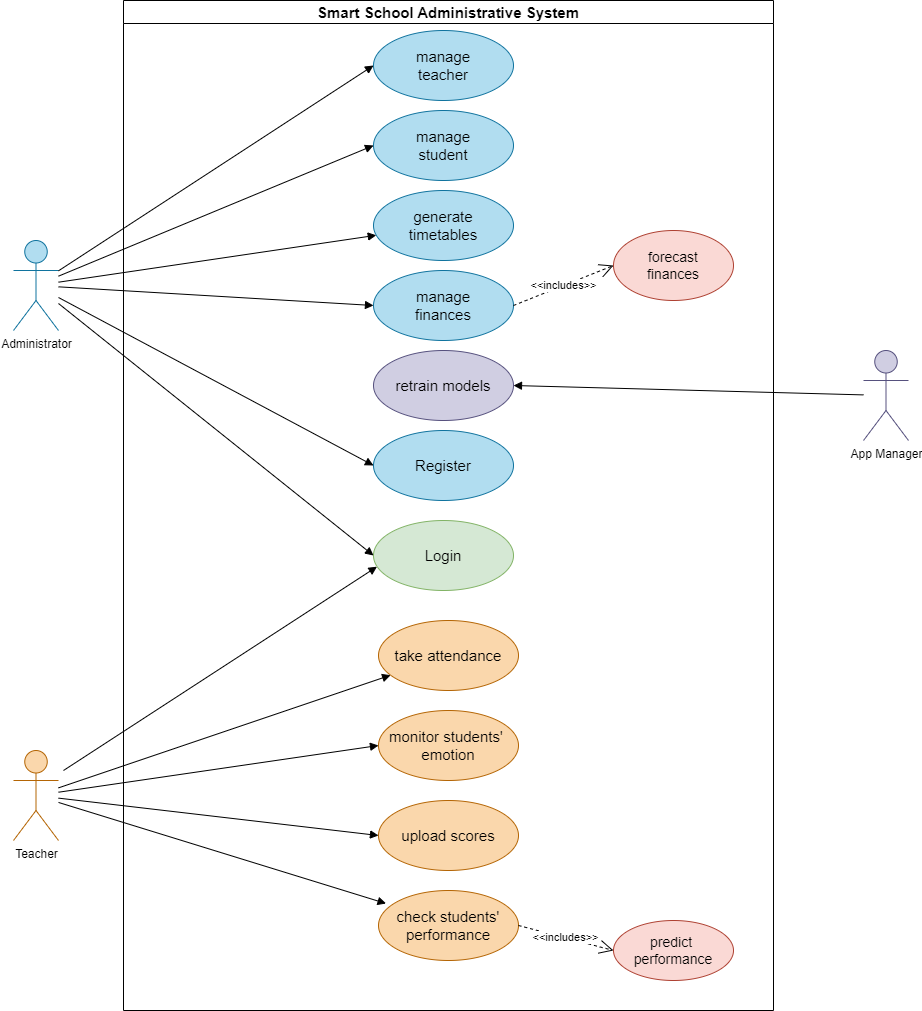 Smart School Administrative System
manage
teacher
manage
student
generate
timetables
forecast
finances
<<includes>>
manage
finances
Administrator
retrain models
App Manager
Register
Login
take attendance
monitor students'
emotion
upload scores
Teacher
check students'
performance
<<includes>>
predict
performance